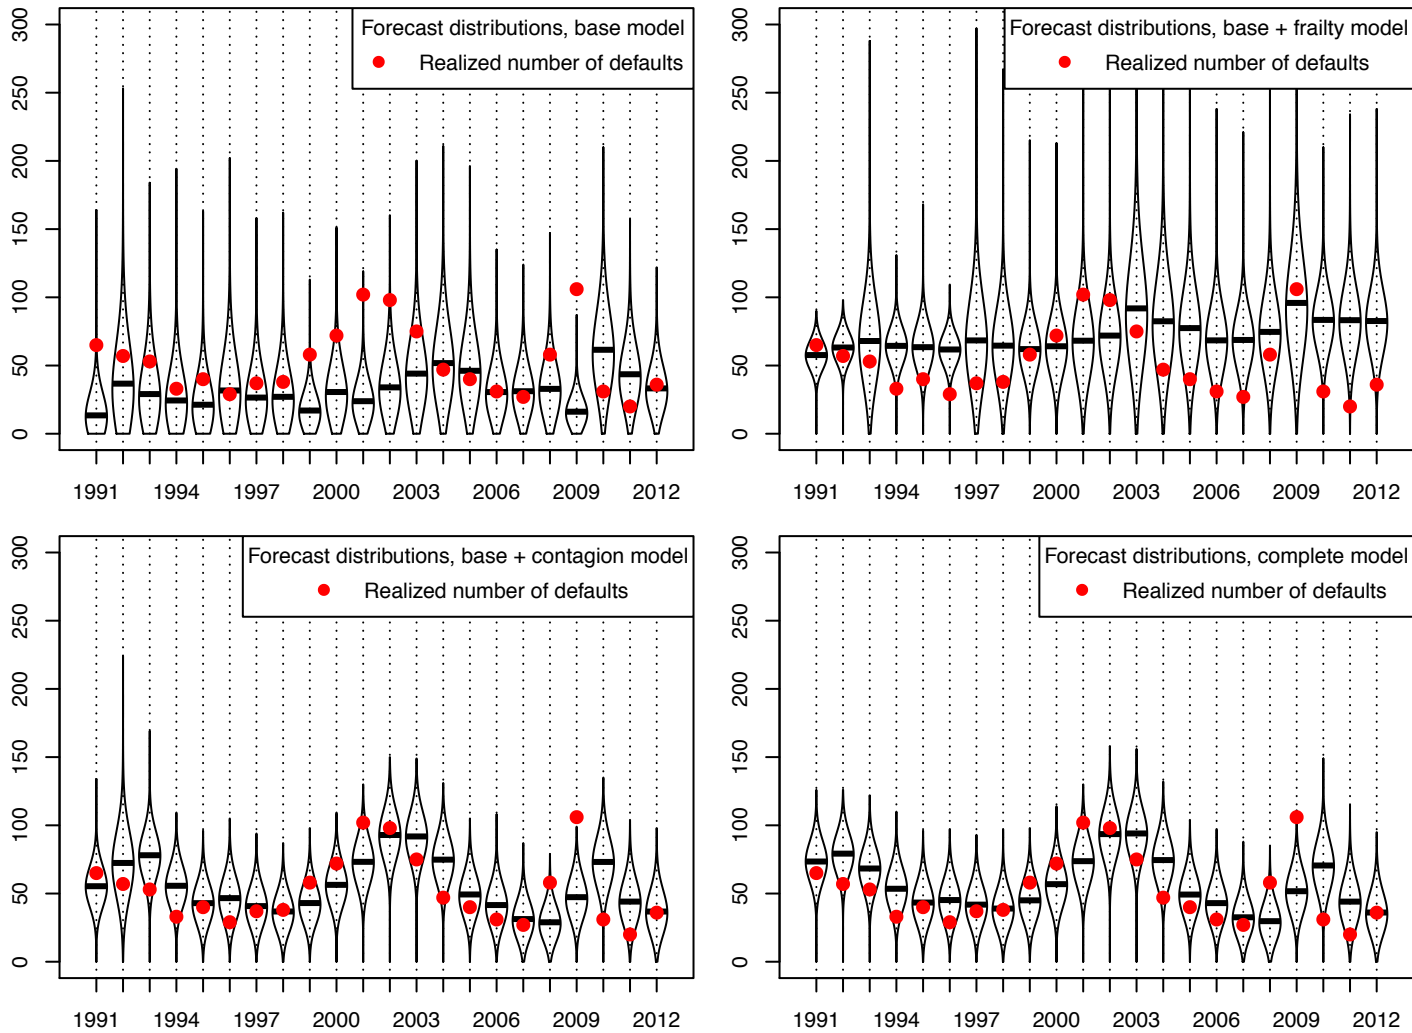 Forecast distributions, base model
Realized number of defaults
300
250
200
150
100
50
0
1991 1994 1997 2000 2003 2006 2009 2012
Forecast distributions, base + frailty model
Realized number of defaults
300
250
200
150
100
50
0
1991 1994 1997 2000 2003 2006 2009 2012
Forecast distributions, base + contagion model
Realized number of defaults
300
250
200
150
100
50
0
1991 1994 1997 2000 2003 2006 2009 2012
Forecast distributions, complete model
Realized number of defaults
300
250
200
150
100
50
0
1991 1994 1997 2000 2003 2006 2009 2012